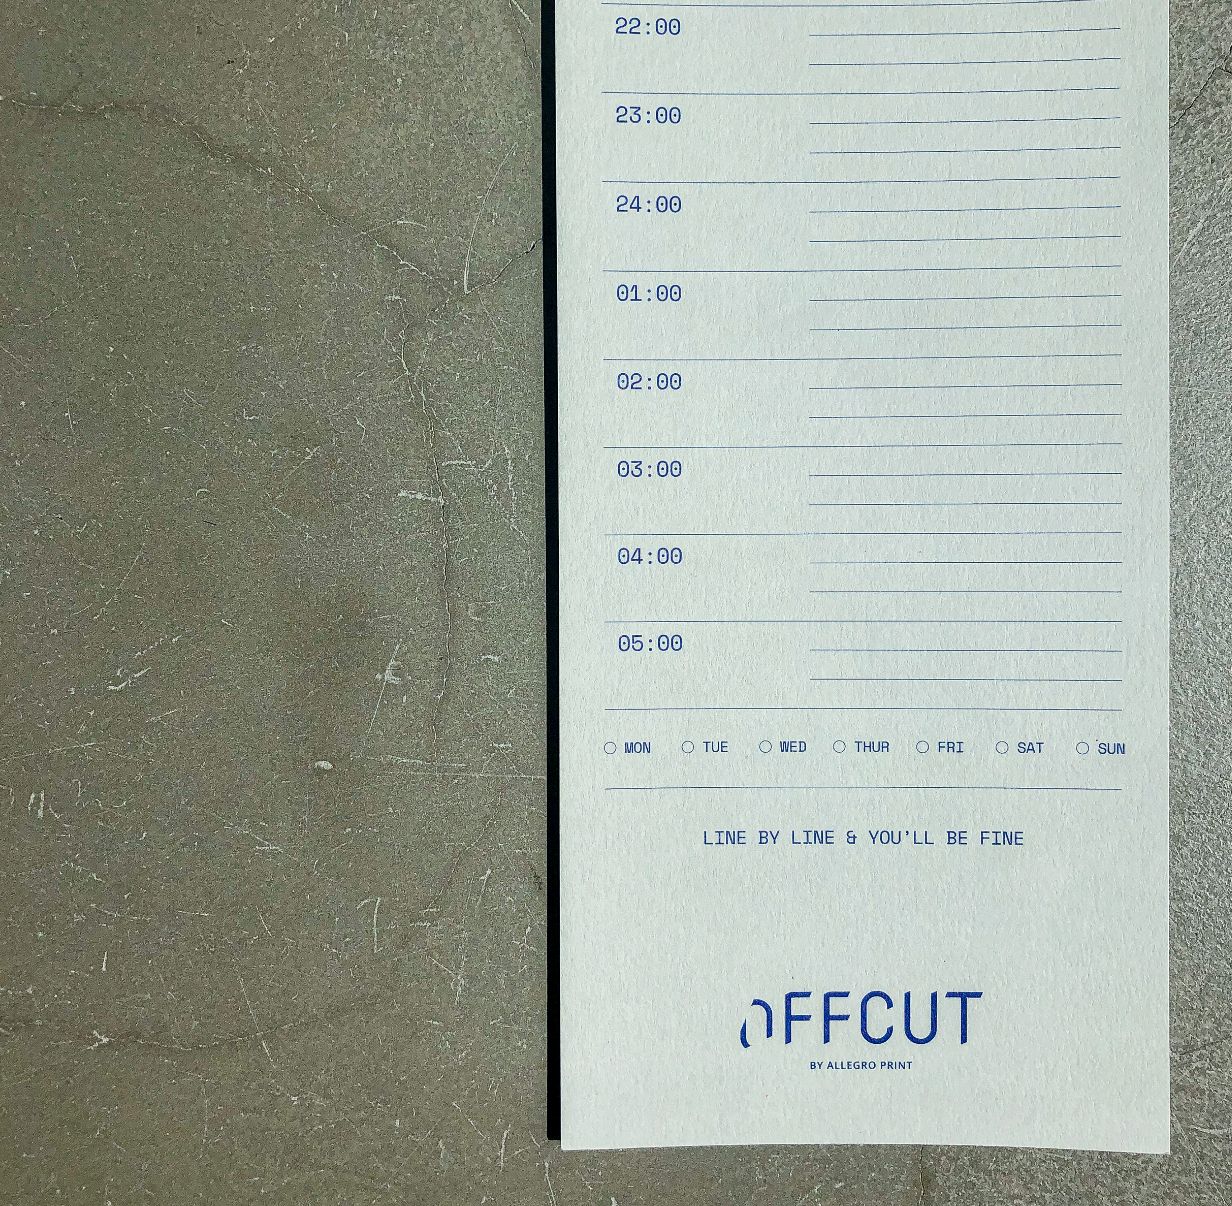 22:00
23:00
24:00
01:00
02:00
03:00
04:00
05:00
MON TUE WED THUR FRI SAT SUN
LINE BY LINE & YOU'LL BE FINE
OFFCUT
BY ALLEGRO PRINT